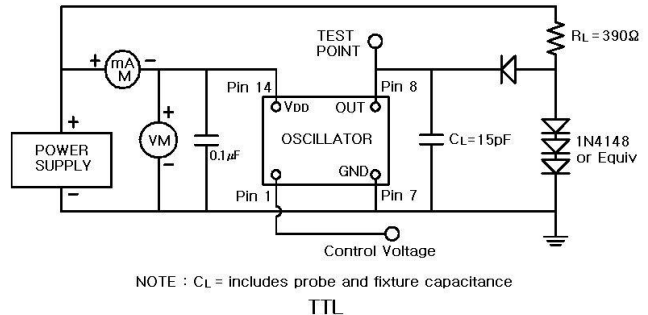 TEST
POINT
RL = 390Ω
+ mA M −
Pin 14
Pin 8
VDD
OUT
+
+
POWER
SUPPLY
−
VM
−
0.1µF
OSCILLATOR
CL=15pF
1N4148
or Equiv
GND
Pin 1
Pin 7
Control Voltage
NOTE : CL = includes probe and fixture capacitance
TTL